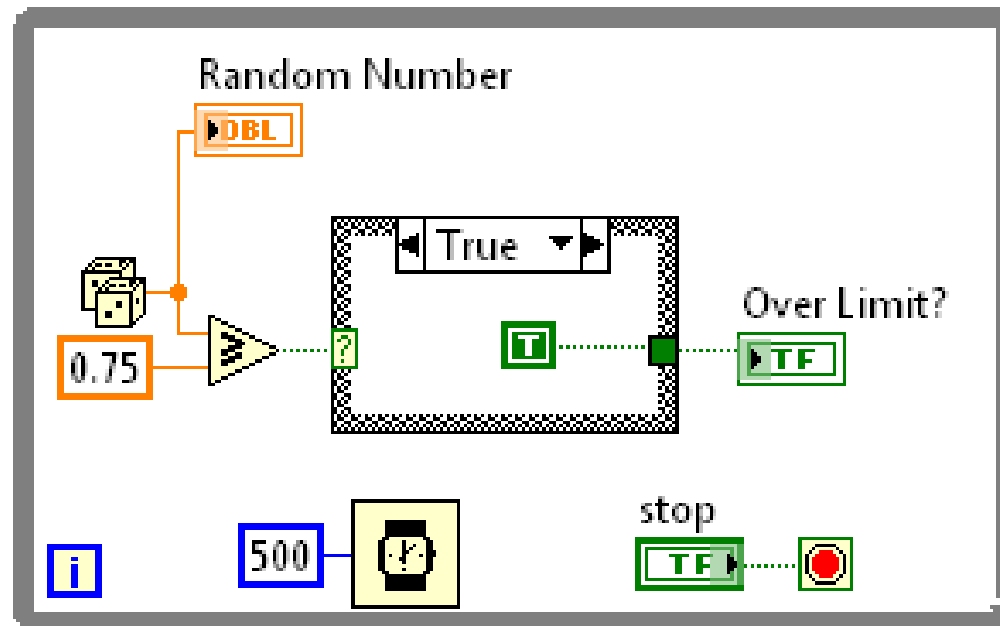 Random Number
DBL
True
0.75
?
T
Over Limit?
TF
stop
500
TF
i